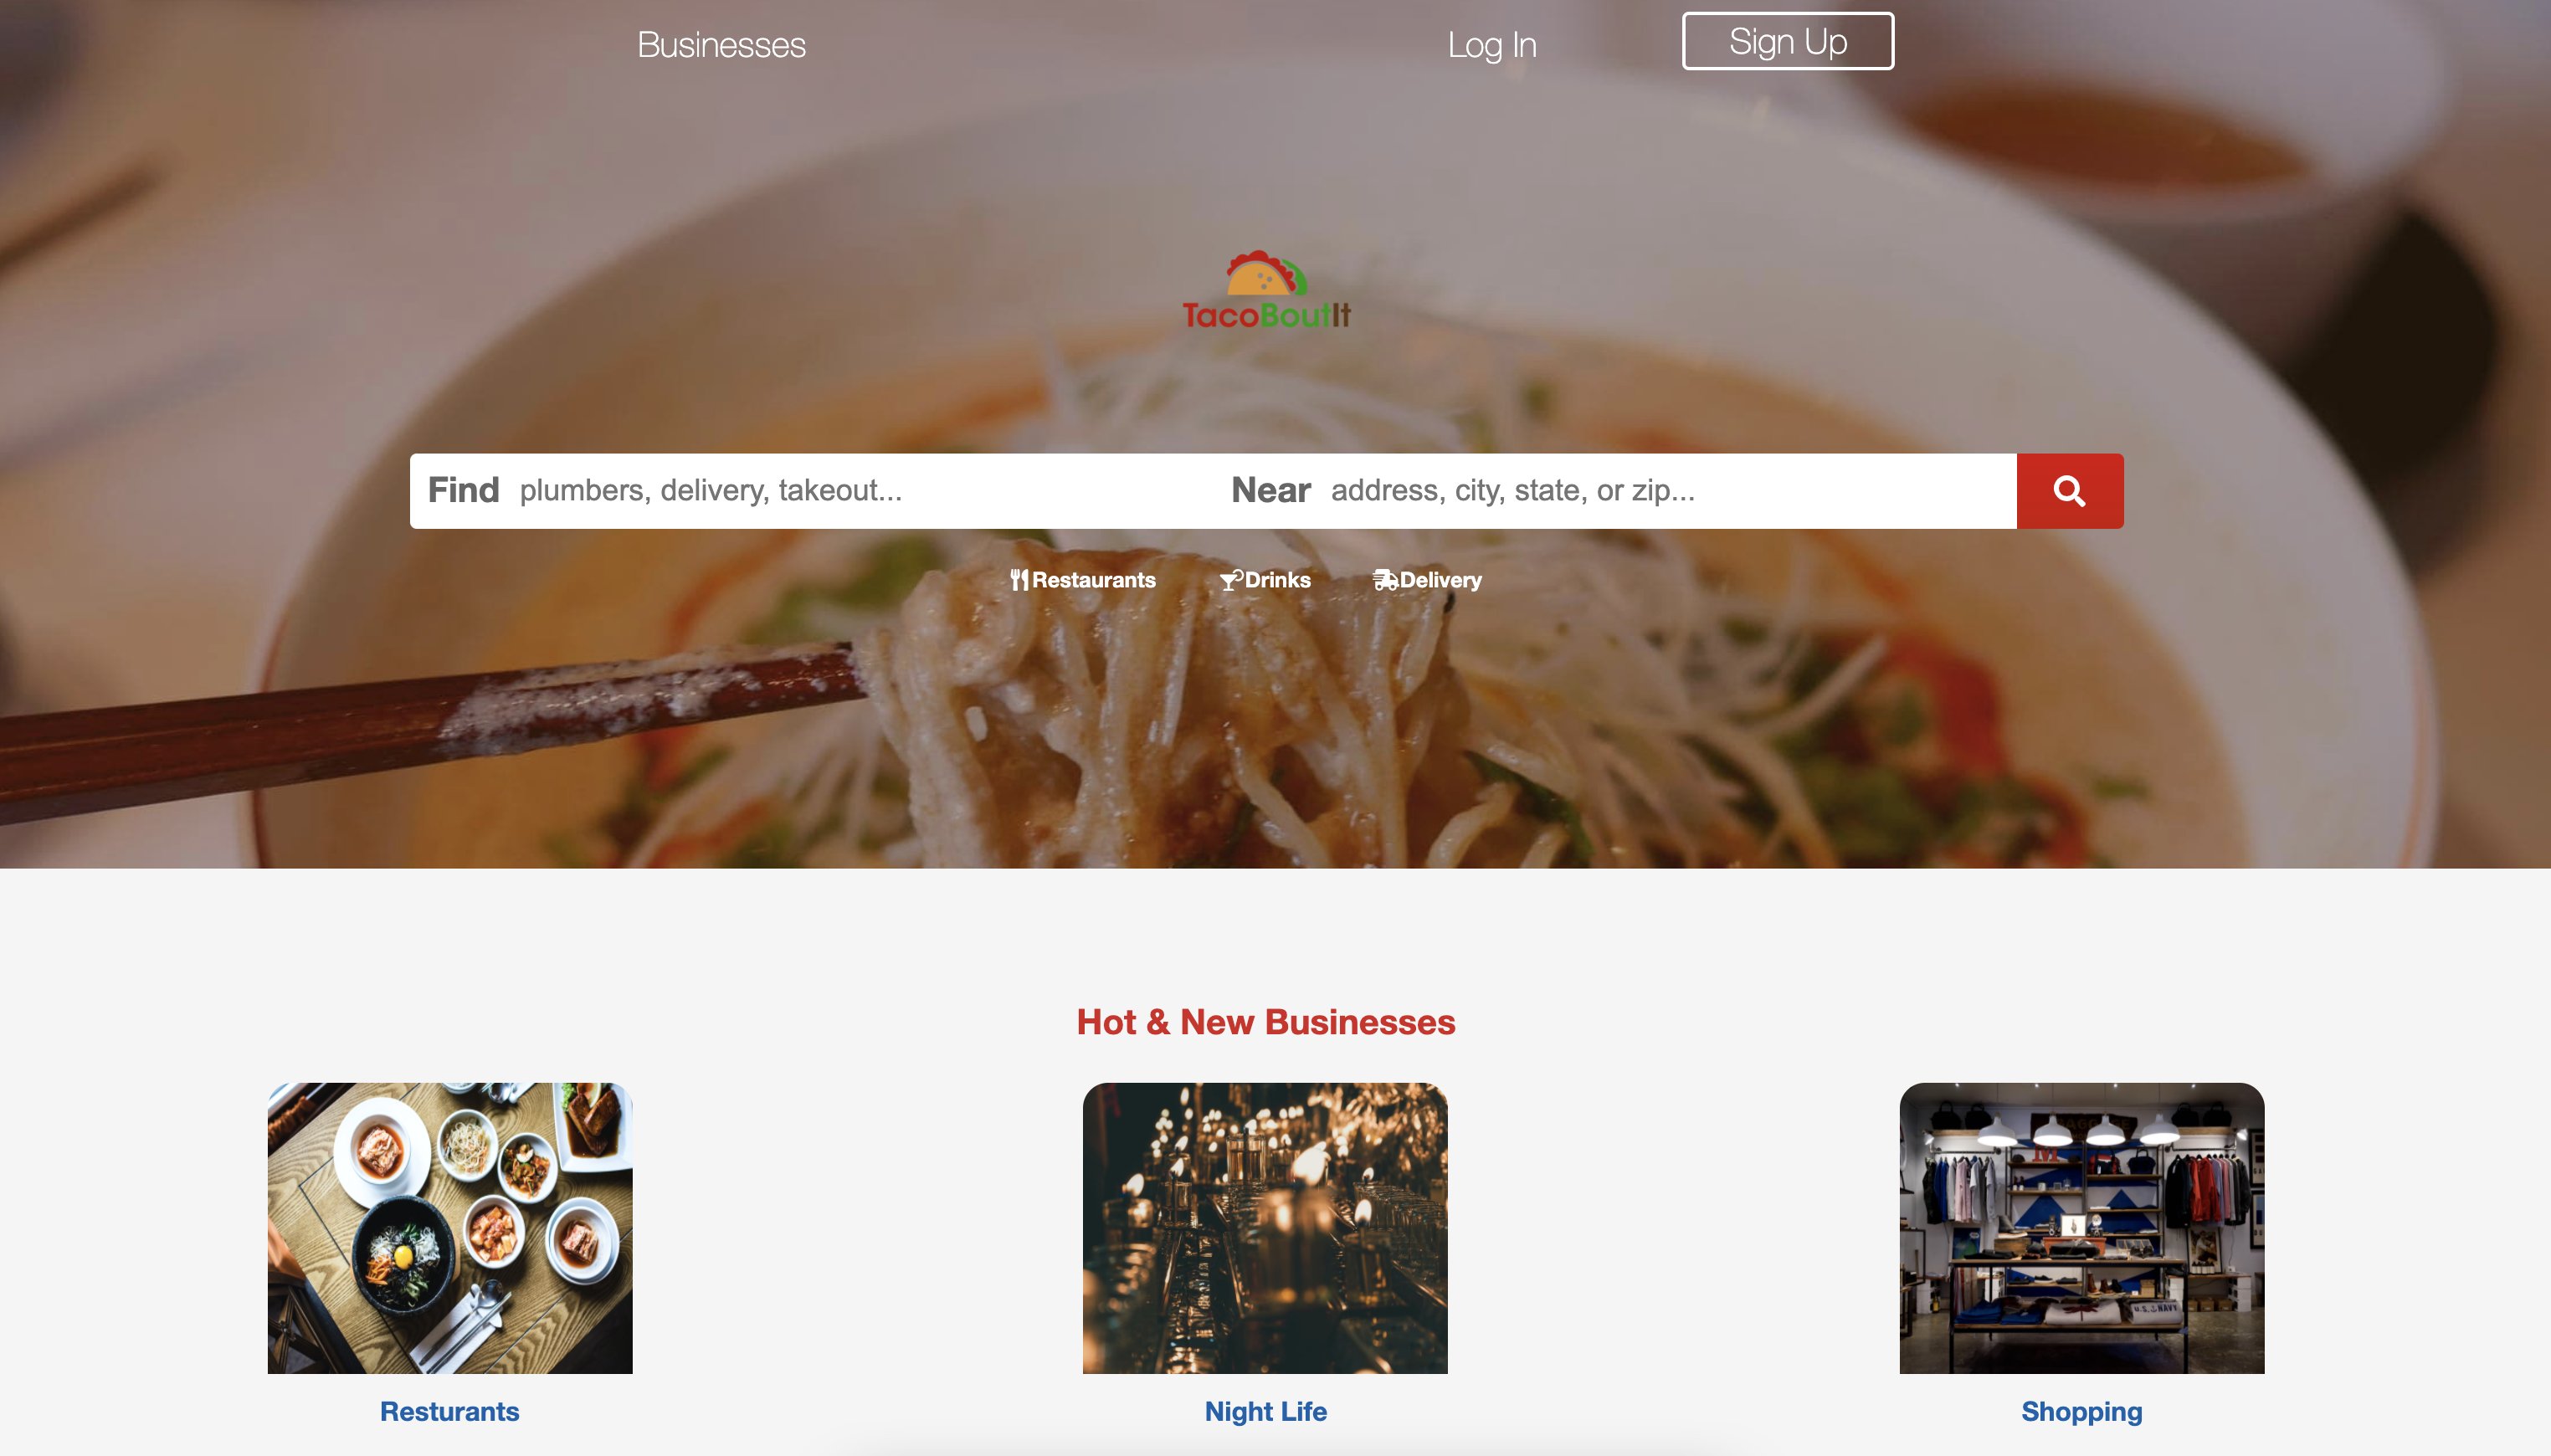 Businesses
Log In
Sign Up
TacoBoutIt
Find plumbers, delivery, takeout... Near address, city, state, or zip...
Restaurants Drinks Delivery
Hot & New Businesses
U.S. NAVY
Resturants Night Life Shopping